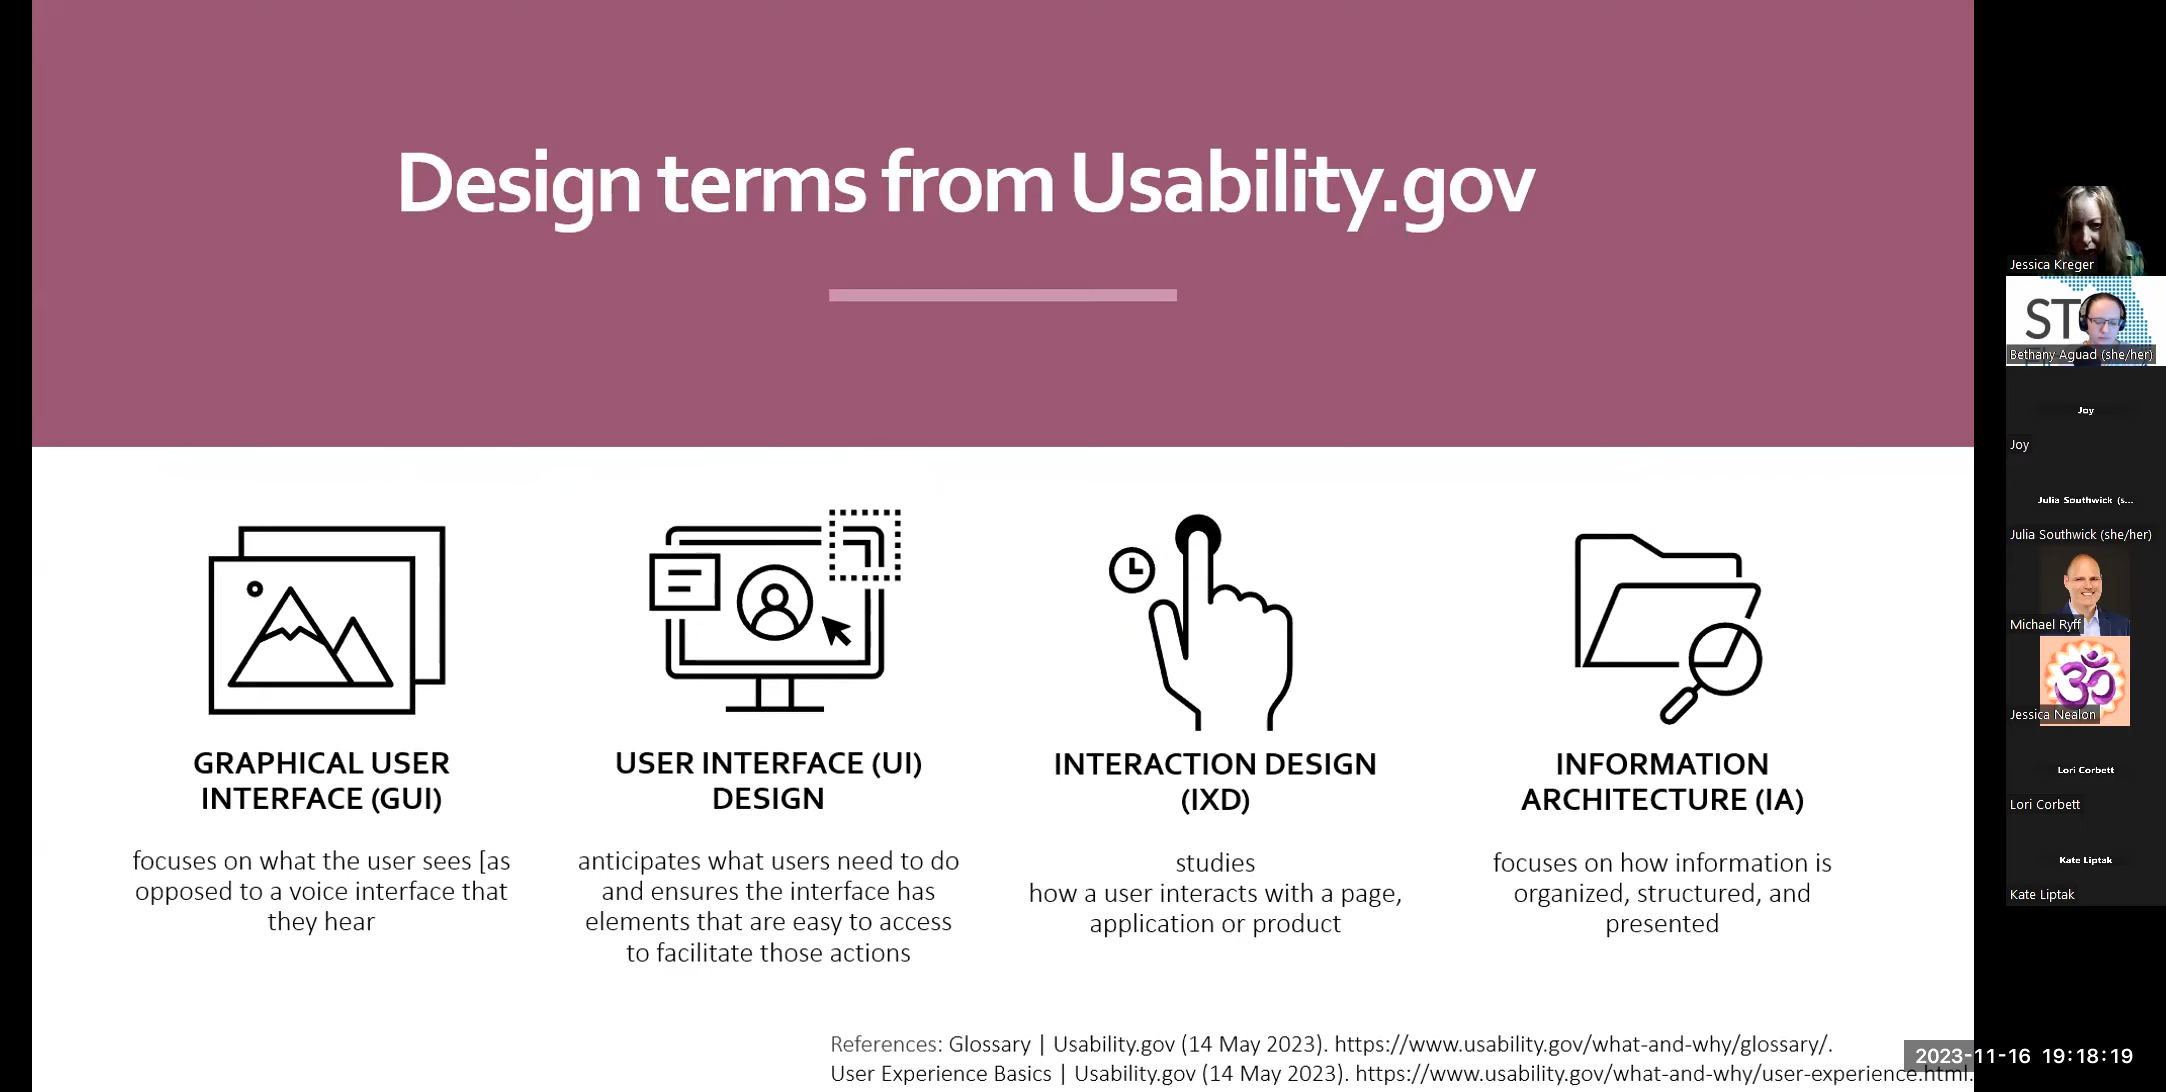 Design terms from Usability.gov
GRAPHICAL USER
INTERFACE (GUI)
focuses on what the user sees [as
opposed to a voice interface that
they hear
USER INTERFACE (UI)
DESIGN
anticipates what users need to do
and ensures the interface has
elements that are easy to access
to facilitate those actions
INTERACTION DESIGN
(IXD)
studies
how a user interacts with a page,
application or product
INFORMATION
ARCHITECTURE (IA)
focuses on how information is
organized, structured, and
presented
References: Glossary | Usability.gov (14 May 2023). https://www.usability.gov/what-and-why/glossary/.
User Experience Basics | Usability.gov (14 May 2023). https://www.usability.gov/what-and-why/user-experience.html.
Jessica Kreger
Bethany Aguad (she/her)
Joy
Joy
Julia Southwick (s...
Julia Southwick (she/her)
Michael Ryff
ॐ
Jessica Nealon
Lori Corbett
Lori Corbett
Kate Liptak
Kate Liptak
2023-11-16 19:18:19